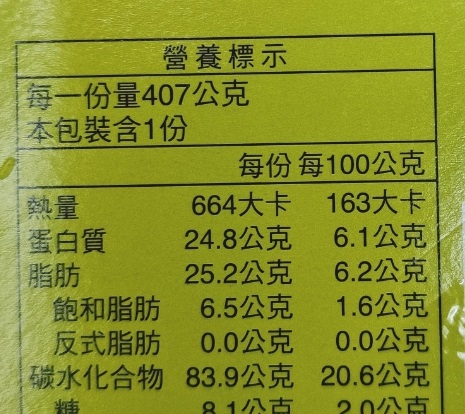 營養標示
每一份量407公克
本包裝含1份
每份 每100公克
熱量 664大卡 163大卡
蛋白質 24.8公克 6.1公克
脂肪 25.2公克 6.2公克
飽和脂肪 6.5公克 1.6公克
反式脂肪 0.0公克 0.0公克
碳水化合物 83.9公克 20.6公克
糖 8.1公克 2.0公克